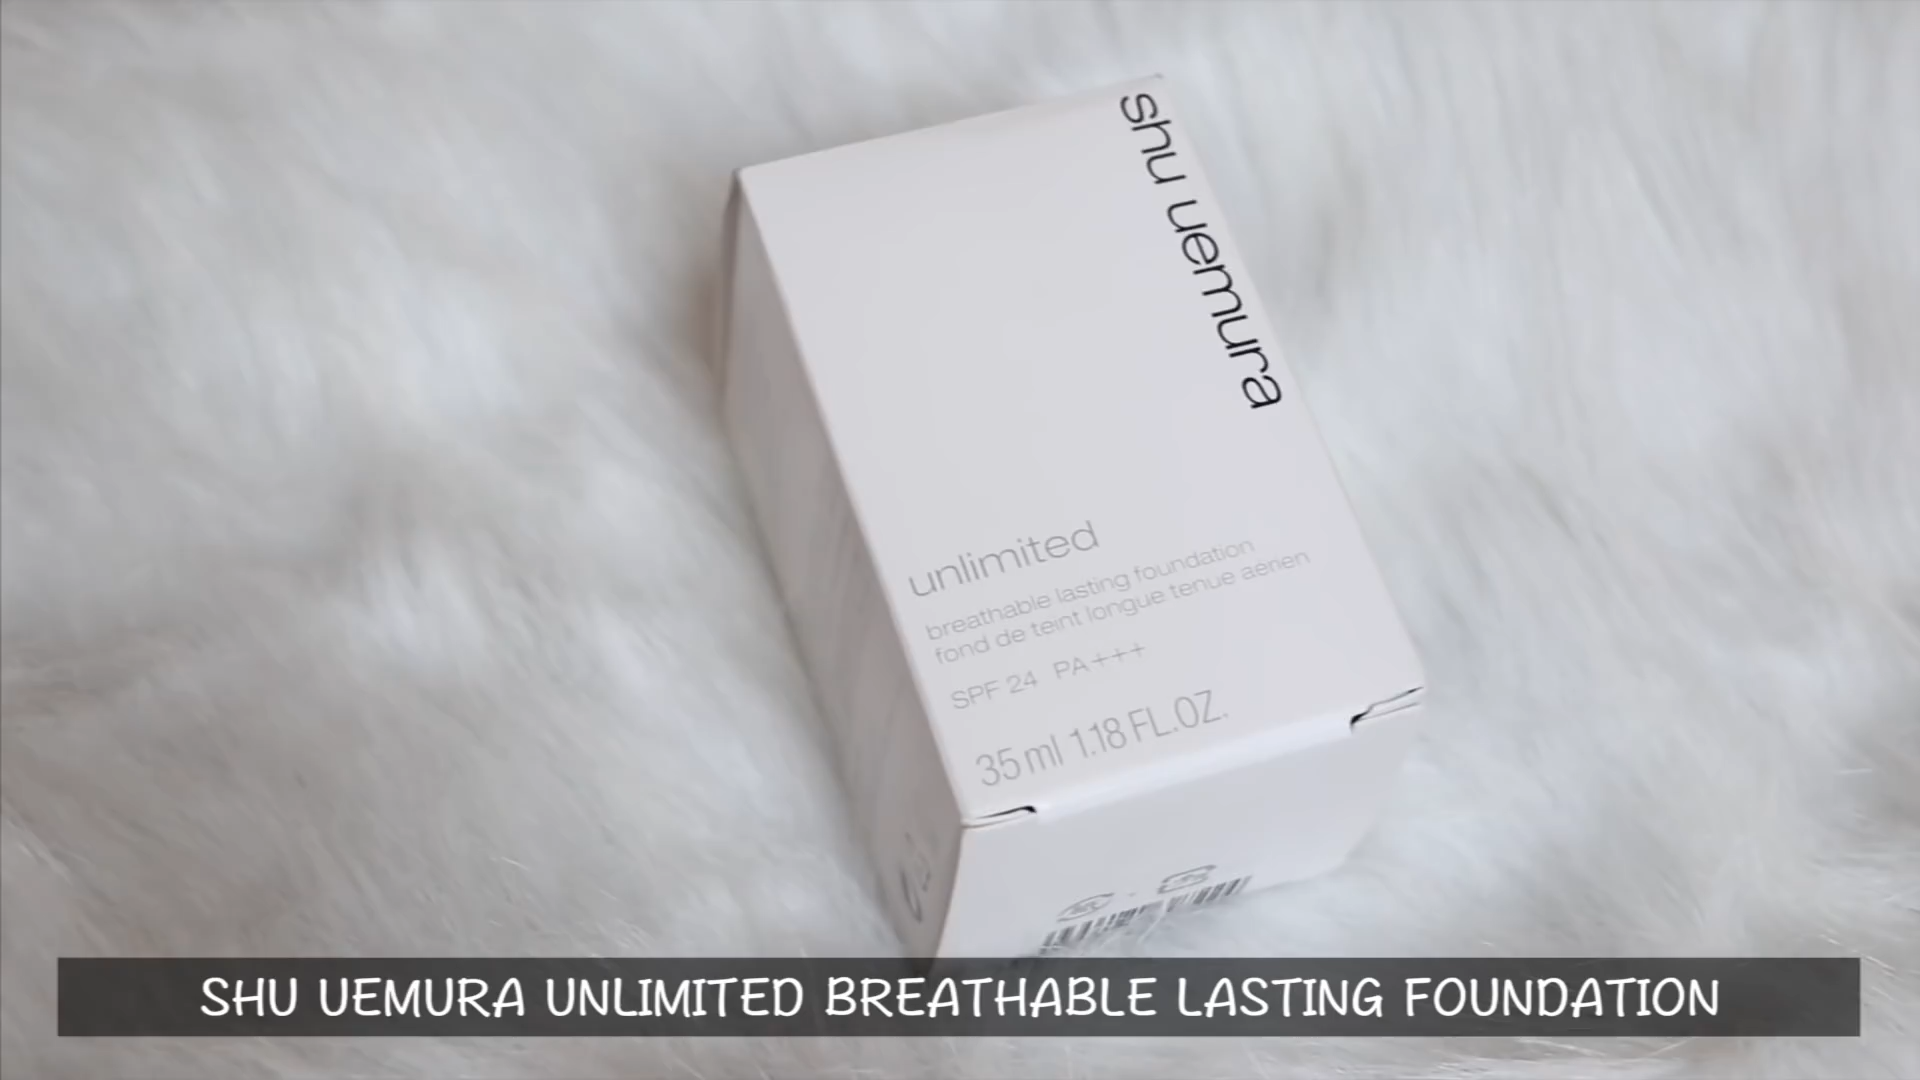 shu uemura
unlimited
breathable lasting foundation
fond de teint longue tenue aérien
SPF 24 PA+++
35 ml 1.18 FL.OZ.
SHU UEMURA UNLIMITED BREATHABLE LASTING FOUNDATION